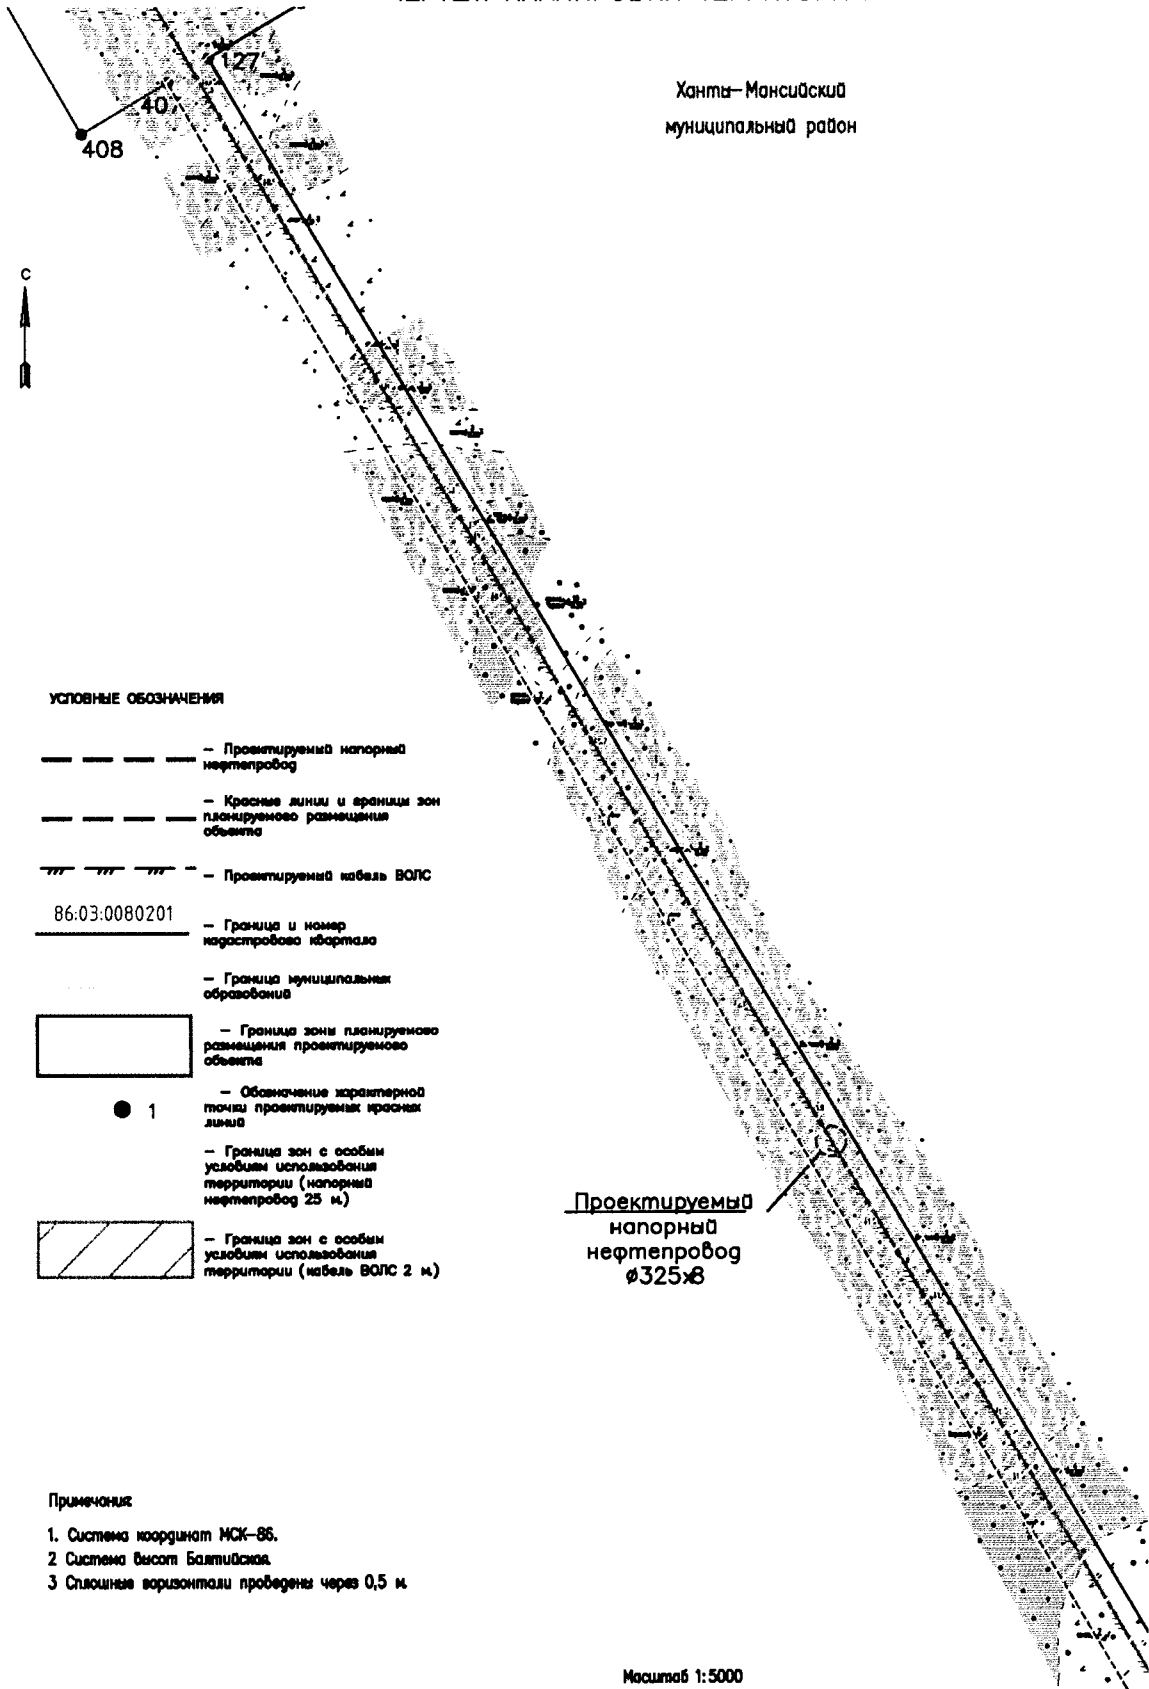 Ханты-Мансийский
муниципальный район
127
40
408
С
УСЛОВНЫЕ ОБОЗНАЧЕНИЯ
– Проектируемый напорный
нефтепровод
– Красные линии и границы зон
планируемого размещения
объекта
– Проектируемый кабель ВОЛС
86:03:0080201
– Граница и номер
кадастрового квартала
– Граница муниципальных
образований
– Граница зоны планируемого
размещения проектируемого
объекта
1
– Обозначение характерной
точки проектируемых красных
линий
– Граница зон с особым
условиям использования
территории (напорный
нефтепровод 25 м.)
– Граница зон с особым
условиям использования
территории (кабель ВОЛС 2 м.)
Проектируемый
напорный
нефтепровод
⌀325х8
Примечания:
1. Система координат МСК-86.
2 Система высот Балтийская.
3 Сплошные горизонтали проведены через 0,5 м.
Масштаб 1:5000